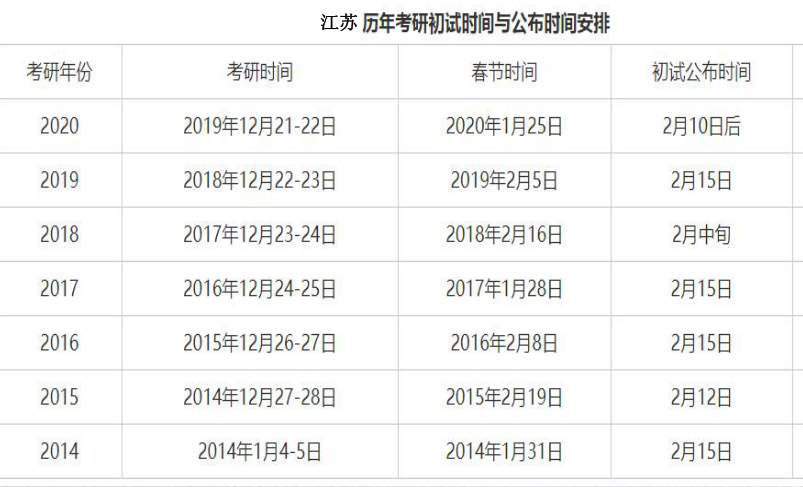 江苏 历年考研初试时间与公布时间安排
考研年份 考研时间 春节时间 初试公布时间
2020 2019年12月21-22日 2020年1月25日 2月10日后
2019 2018年12月22-23日 2019年2月5日 2月15日
2018 2017年12月23-24日 2018年2月16日 2月中旬
2017 2016年12月24-25日 2017年1月28日 2月15日
2016 2015年12月26-27日 2016年2月8日 2月15日
2015 2014年12月27-28日 2015年2月19日 2月12日
2014 2014年1月4-5日 2014年1月31日 2月15日